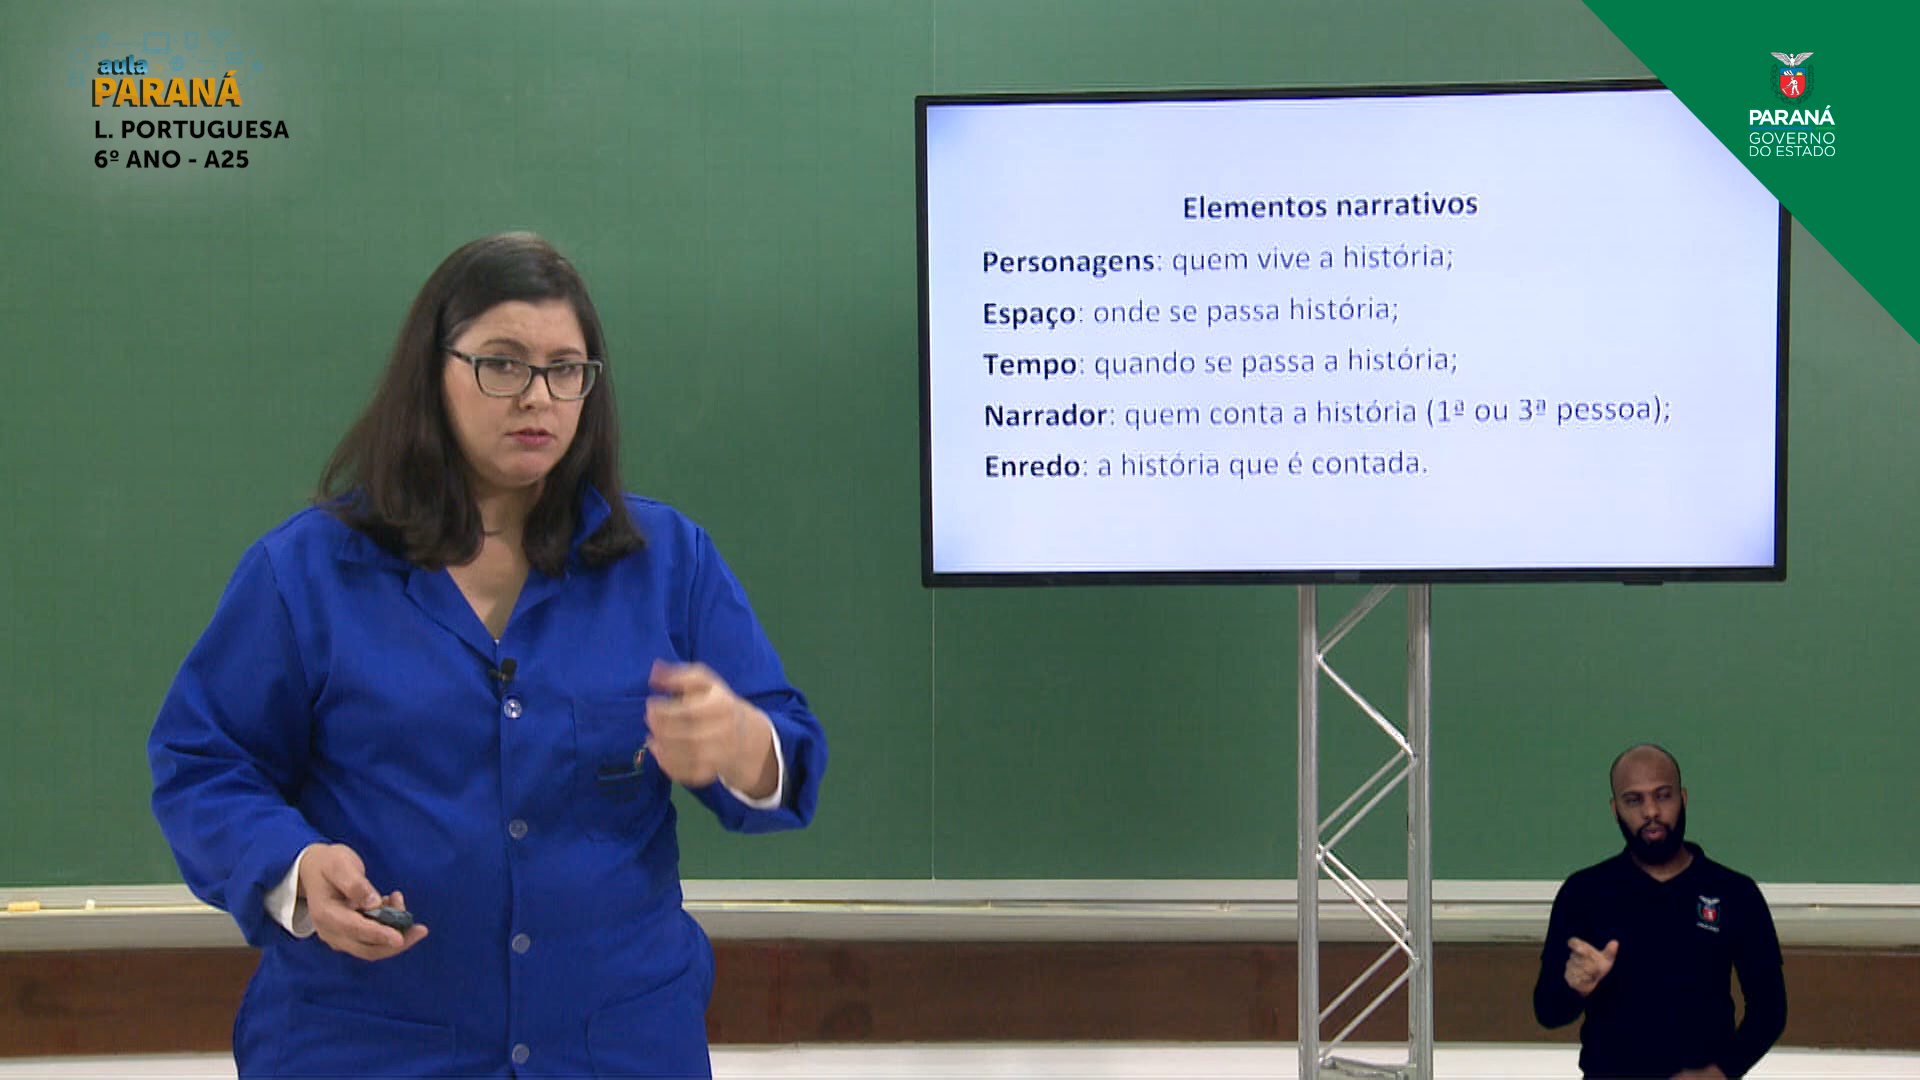 aula
PARANÁ
L. PORTUGUESA
6º ANO - A25
PARANÁ
GOVERNO
DO ESTADO
Elementos narrativos
Personagens: quem vive a história;
Espaço: onde se passa história;
Tempo: quando se passa a história;
Narrador: quem conta a história (1ª ou 3ª pessoa);
Enredo: a história que é contada.